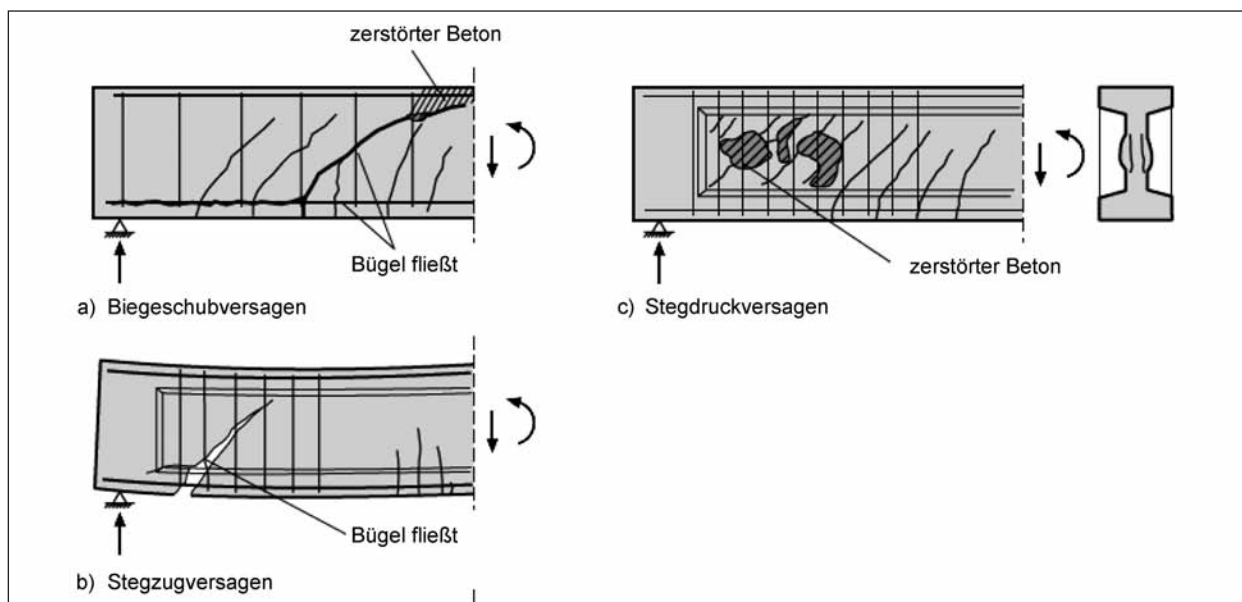 zerstörter Beton
Bügel fließt
a) Biegeschubversagen
zerstörter Beton
c) Stegdruckversagen
Bügel fließt
b) Stegzugversagen